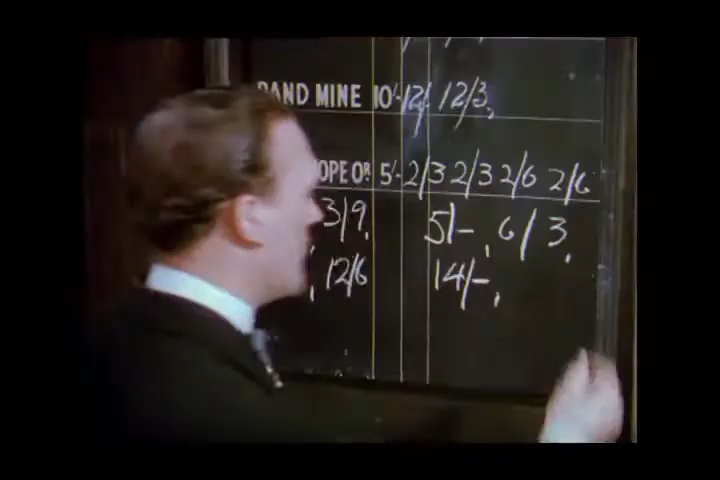 RAND MINE 10/- 12/- 12/3,
OPE OR 5/- 2/3 2/3 2/6 2/6
3/9, 5/-, 6/3,
12/6 14/-,